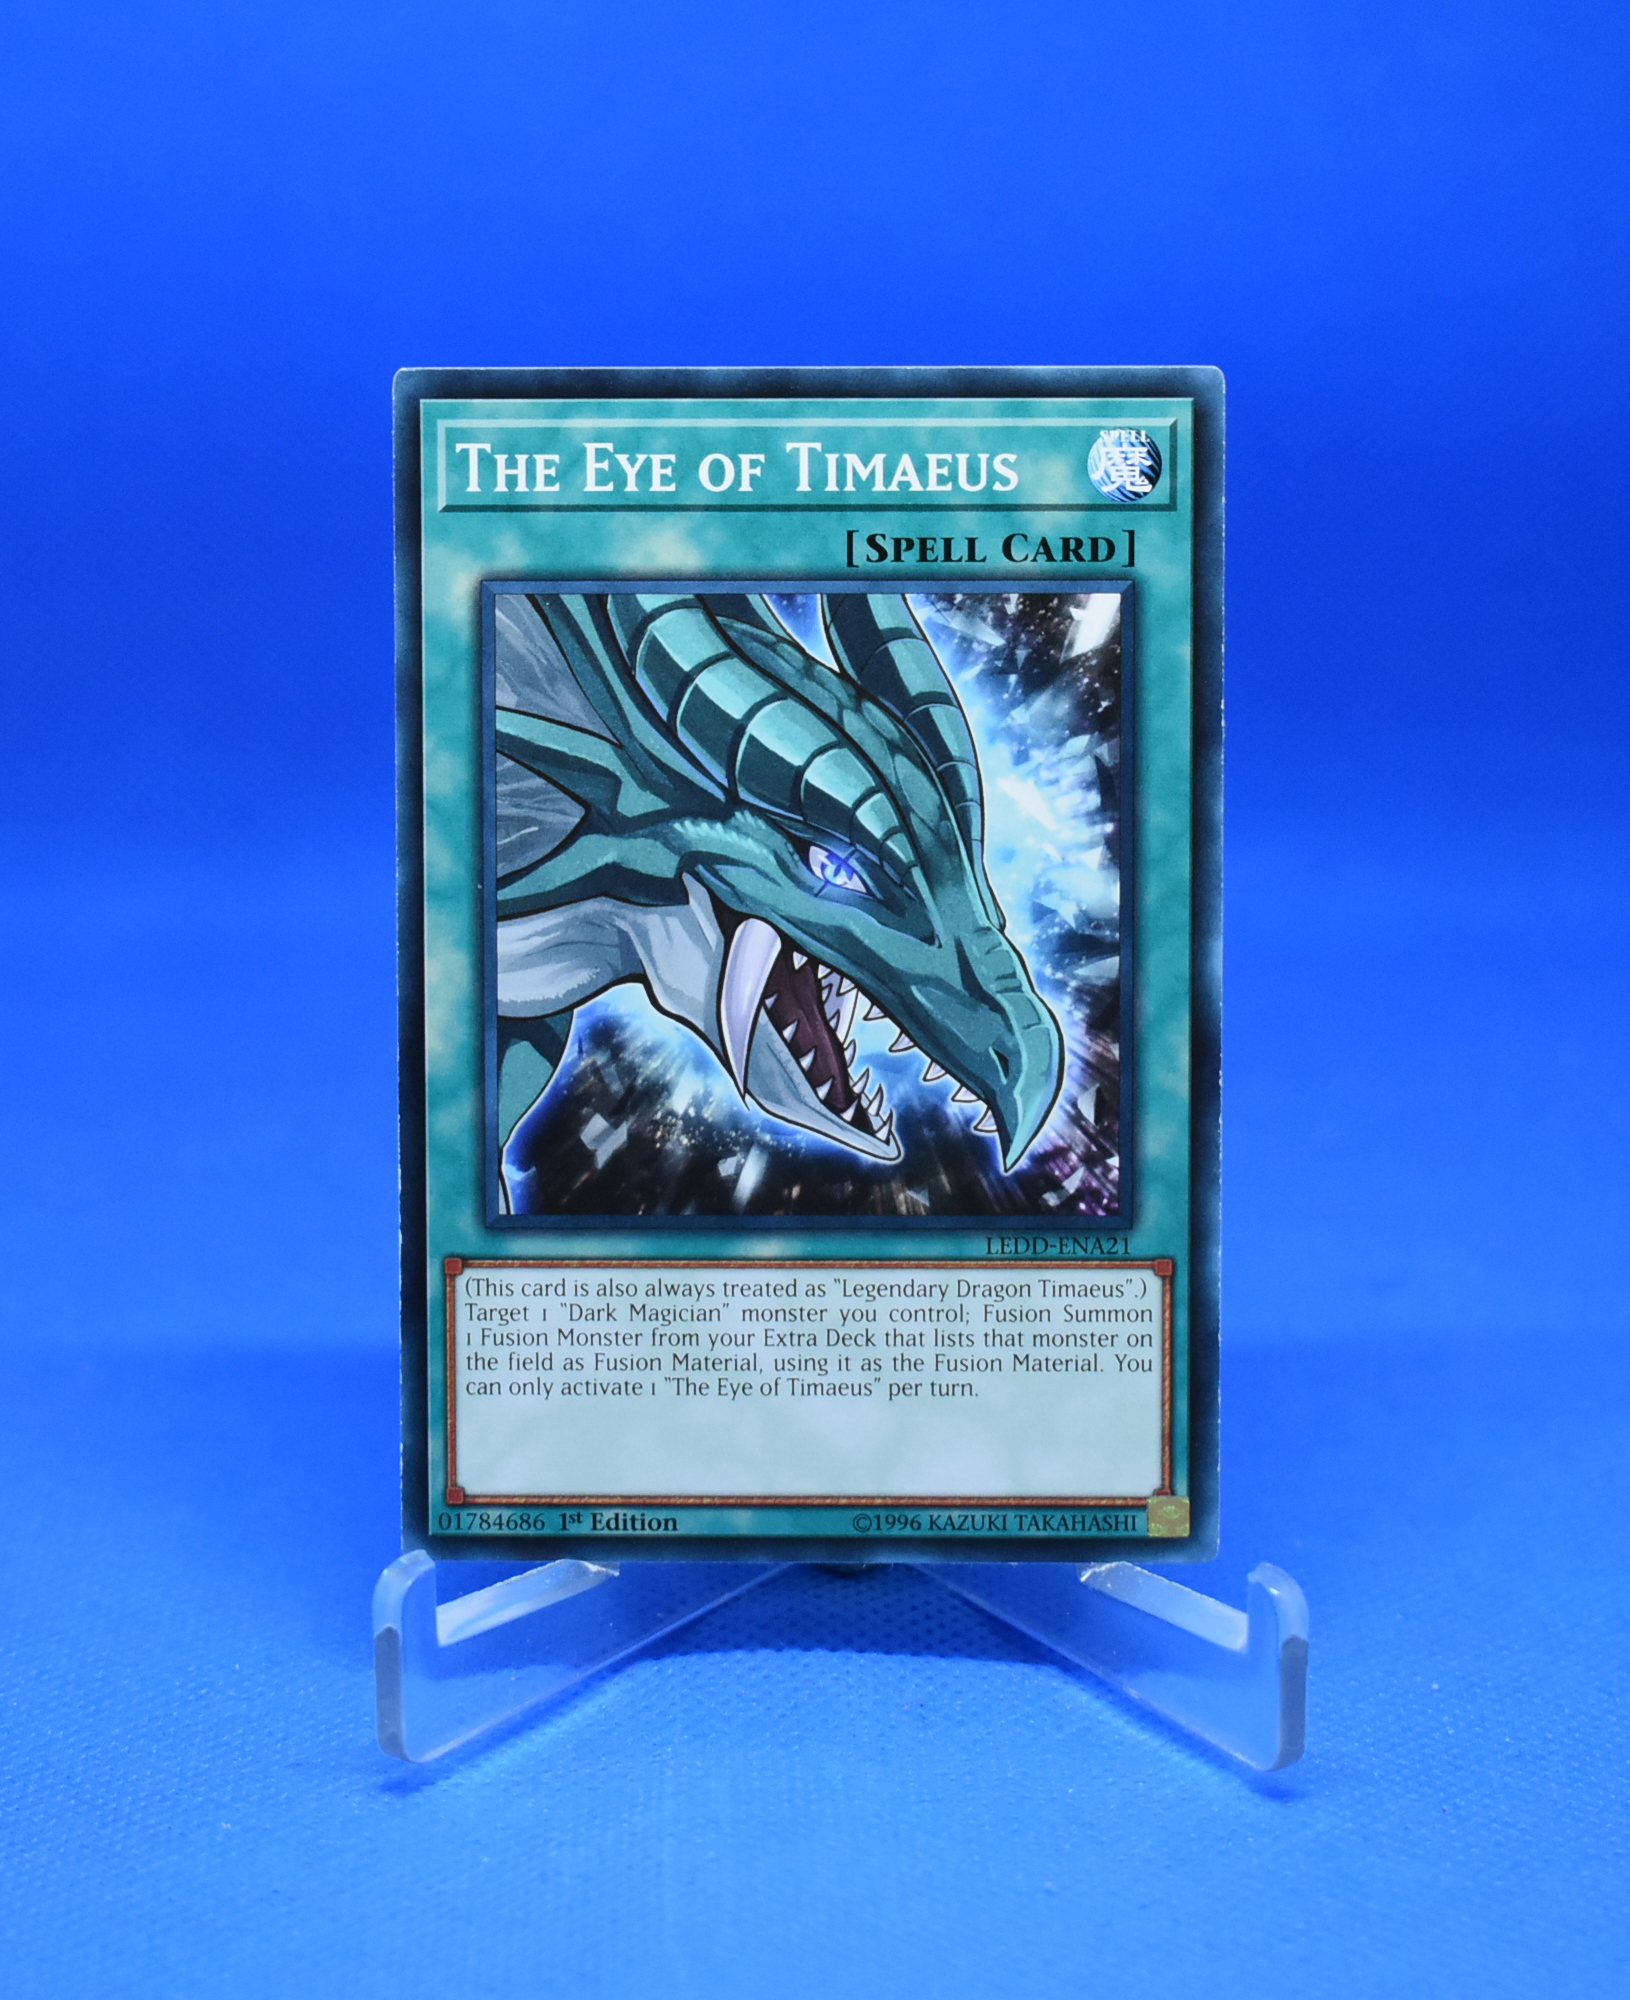 THE EYE OF TIMAEUS
SPELL
魔
[SPELL CARD]
LEDD-ENA21
(This card is also always treated as "Legendary Dragon Timaeus".)
Target 1 "Dark Magician" monster you control; Fusion Summon
1 Fusion Monster from your Extra Deck that lists that monster on
the field as Fusion Material, using it as the Fusion Material. You
can only activate 1 "The Eye of Timaeus" per turn.
01784686 1st Edition ©1996 KAZUKI TAKAHASHI